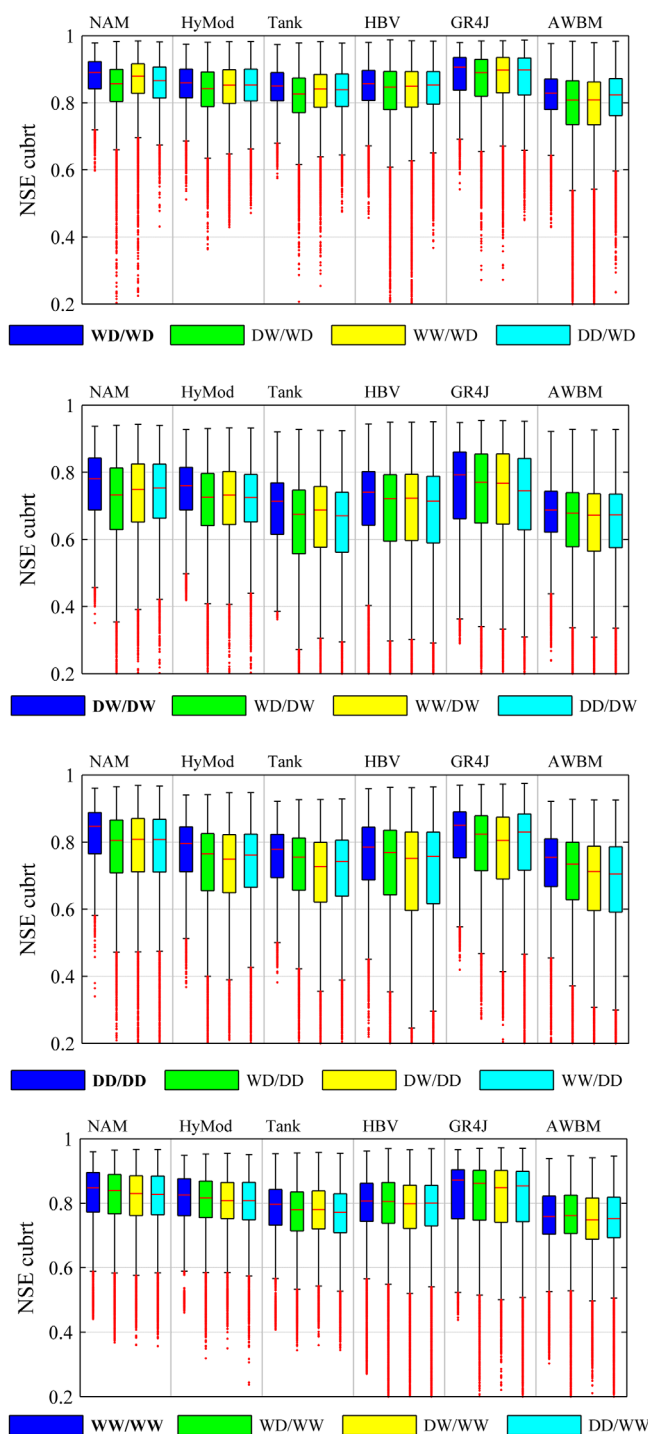 NAM HyMod Tank HBV GR4J AWBM
1
0.8
0.6
0.4
0.2
NSE cubrt
WD/WD DW/WD WW/WD DD/WD
NAM HyMod Tank HBV GR4J AWBM
1
0.8
0.6
0.4
0.2
NSE cubrt
DW/DW WD/DW WW/DW DD/DW
NAM HyMod Tank HBV GR4J AWBM
1
0.8
0.6
0.4
0.2
NSE cubrt
DD/DD WD/DD DW/DD WW/DD
NAM HyMod Tank HBV GR4J AWBM
1
0.8
0.6
0.4
0.2
NSE cubrt
WW/WW WD/WW DW/WW DD/WW